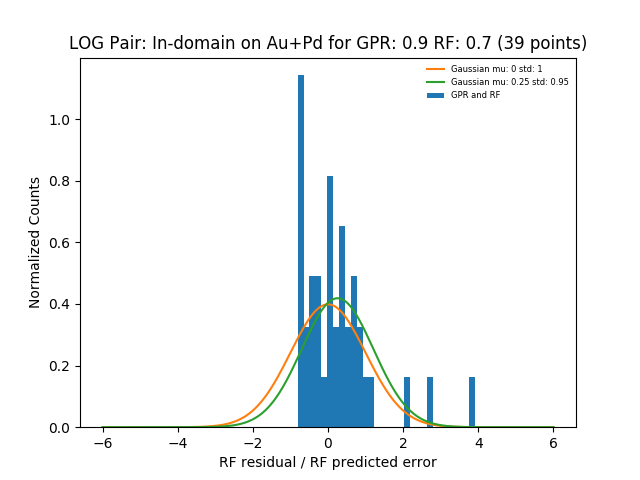 LOG Pair: In-domain on Au+Pd for GPR: 0.9 RF: 0.7 (39 points)
Gaussian mu: 0 std: 1
Gaussian mu: 0.25 std: 0.95
GPR and RF
Normalized Counts
1.0
0.8
0.6
0.4
0.2
0.0
−6 −4 −2 0 2 4 6
RF residual / RF predicted error